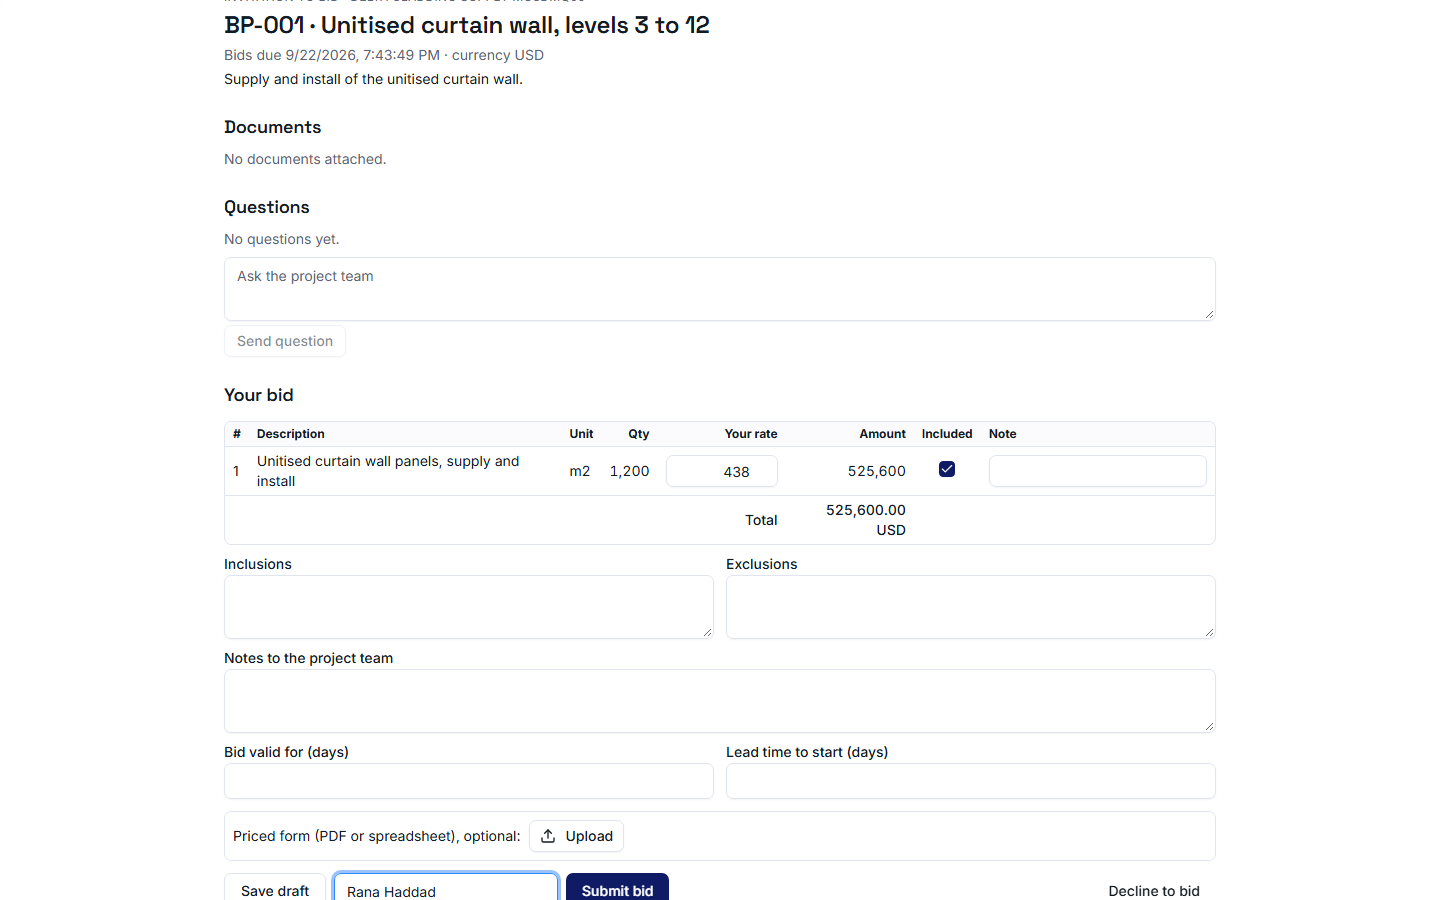 BP-001 · Unitised curtain wall, levels 3 to 12
Bids due 9/22/2026, 7:43:49 PM · currency USD
Supply and install of the unitised curtain wall.
Documents
No documents attached.
Questions
No questions yet.
Ask the project team
Send question
Your bid
# Description Unit Qty Your rate Amount Included Note
1 Unitised curtain wall panels, supply and install m2 1,200 438 525,600
Total 525,600.00 USD
Inclusions Exclusions
Notes to the project team
Bid valid for (days) Lead time to start (days)
Priced form (PDF or spreadsheet), optional: Upload
Save draft Rana Haddad Submit bid Decline to bid